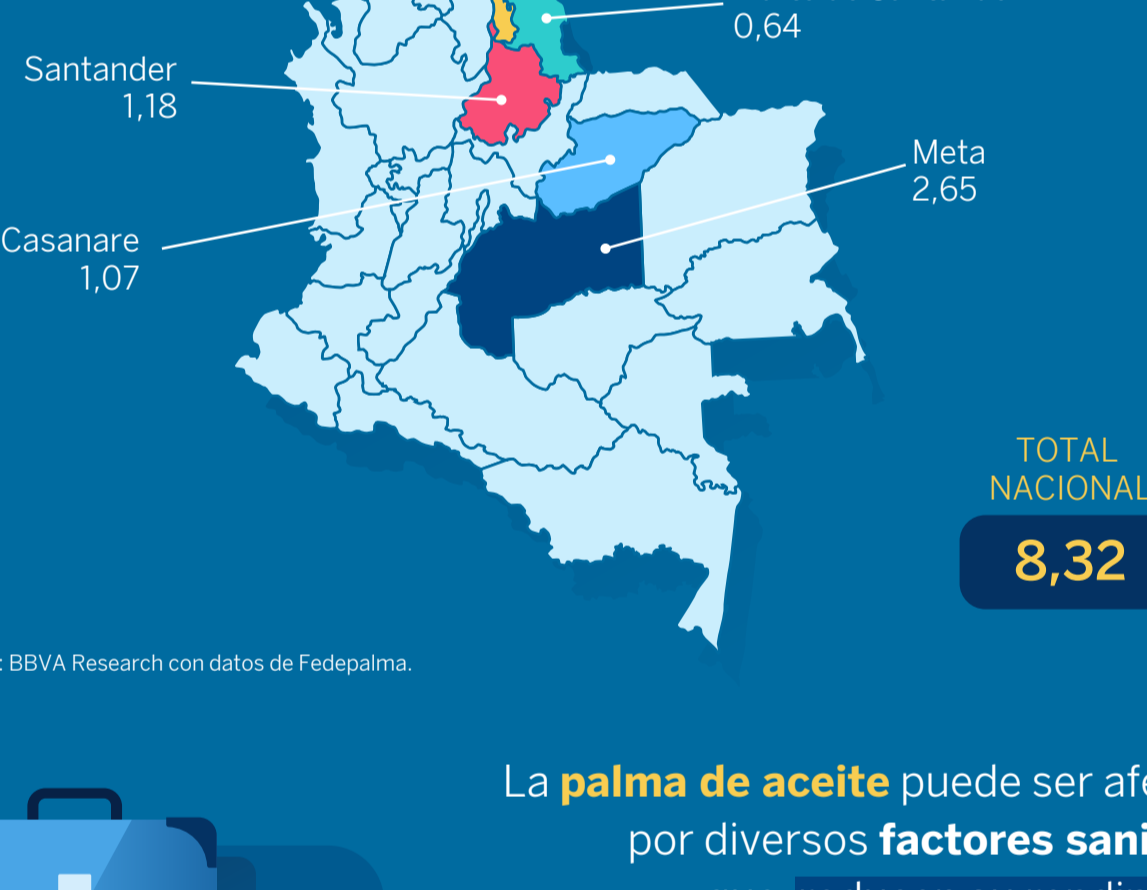 0,64
Santander
1,18
Meta
2,65
Casanare
1,07
TOTAL
NACIONAL
8,32
: BBVA Research con datos de Fedepalma.
La palma de aceite puede ser afe
por diversos factores sani